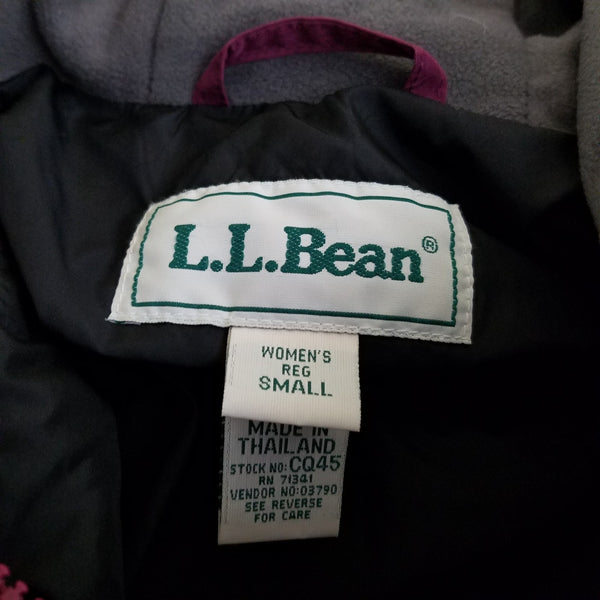 L.L.Bean®
WOMEN'S
REG
SMALL
MADE IN
THAILAND
STOCK NO: CQ45
RN 71341
VENDOR NO:03790
SEE REVERSE
FOR CARE